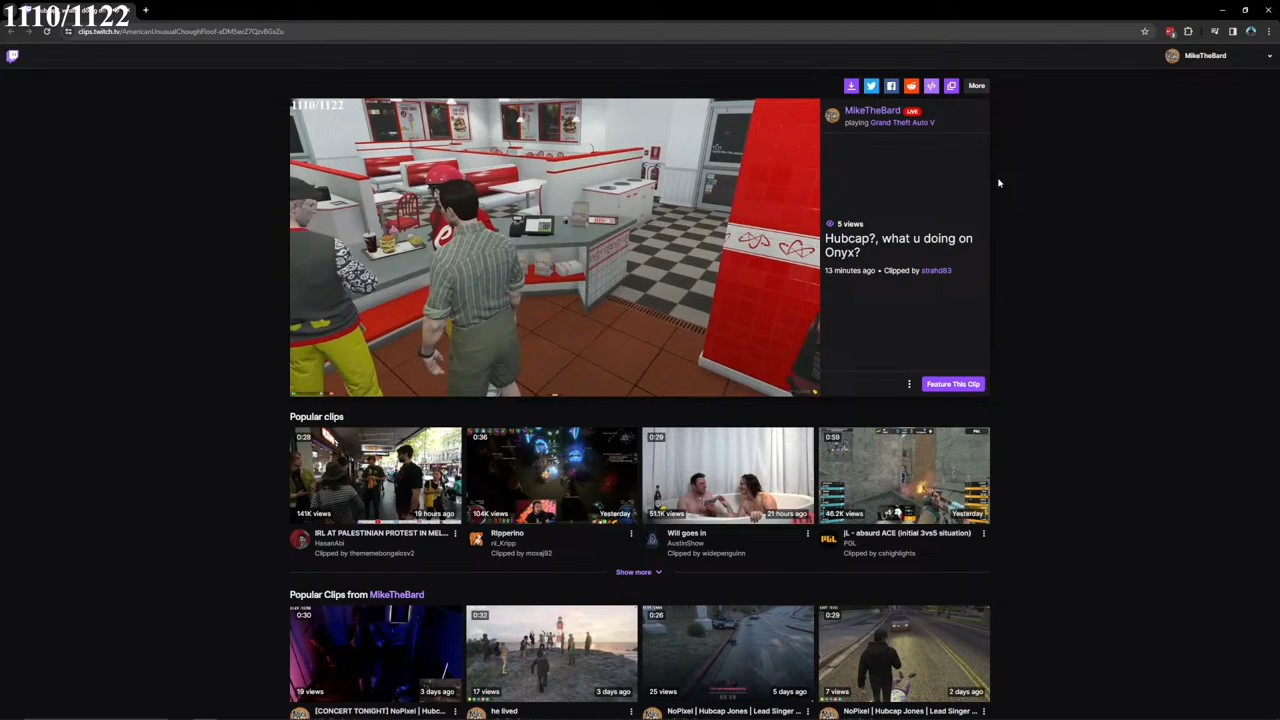 1110/1122
clips.twitch.tv/AmericanUnusualChoughFloof-xDMSecZ7Qzv8GxZu
MikeTheBard
More
1110/1122
MikeTheBard LIVE
playing Grand Theft Auto V
5 views
Hubcap?, what u doing on
Onyx?
13 minutes ago • Clipped by strahd83
Feature This Clip
Popular clips
0:28
0:36
0:29
0:59
141K views
19 hours ago
104K views
Yesterday
51.1K views
21 hours ago
46.2K views
Yesterday
IRL AT PALESTINIAN PROTEST IN MEL...
HasanAbi
Clipped by thememebongalosv2
RIpperino
nl_Kripp
Clipped by moxaj92
Will goes in
AustinShow
Clipped by widepenguinn
PGL
jL - absurd ACE (initial 3vs5 situation)
PGL
Clipped by cshighlights
Show more
Popular Clips from MikeTheBard
0:30
0:32
0:26
0:29
19 views
3 days ago
17 views
3 days ago
25 views
5 days ago
7 views
2 days ago
[CONCERT TONIGHT] NoPixel | Hubc...
he lived
NoPixel | Hubcap Jones | Lead Singer ...
NoPixel | Hubcap Jones | Lead Singer ...